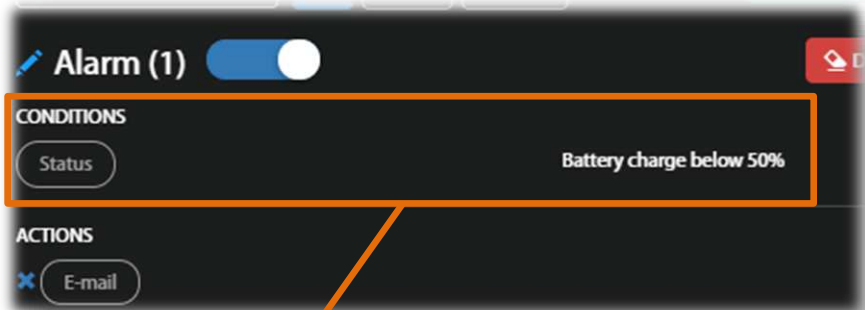 Alarm (1)
CONDITIONS
Status
Battery charge below 50%
ACTIONS
E-mail